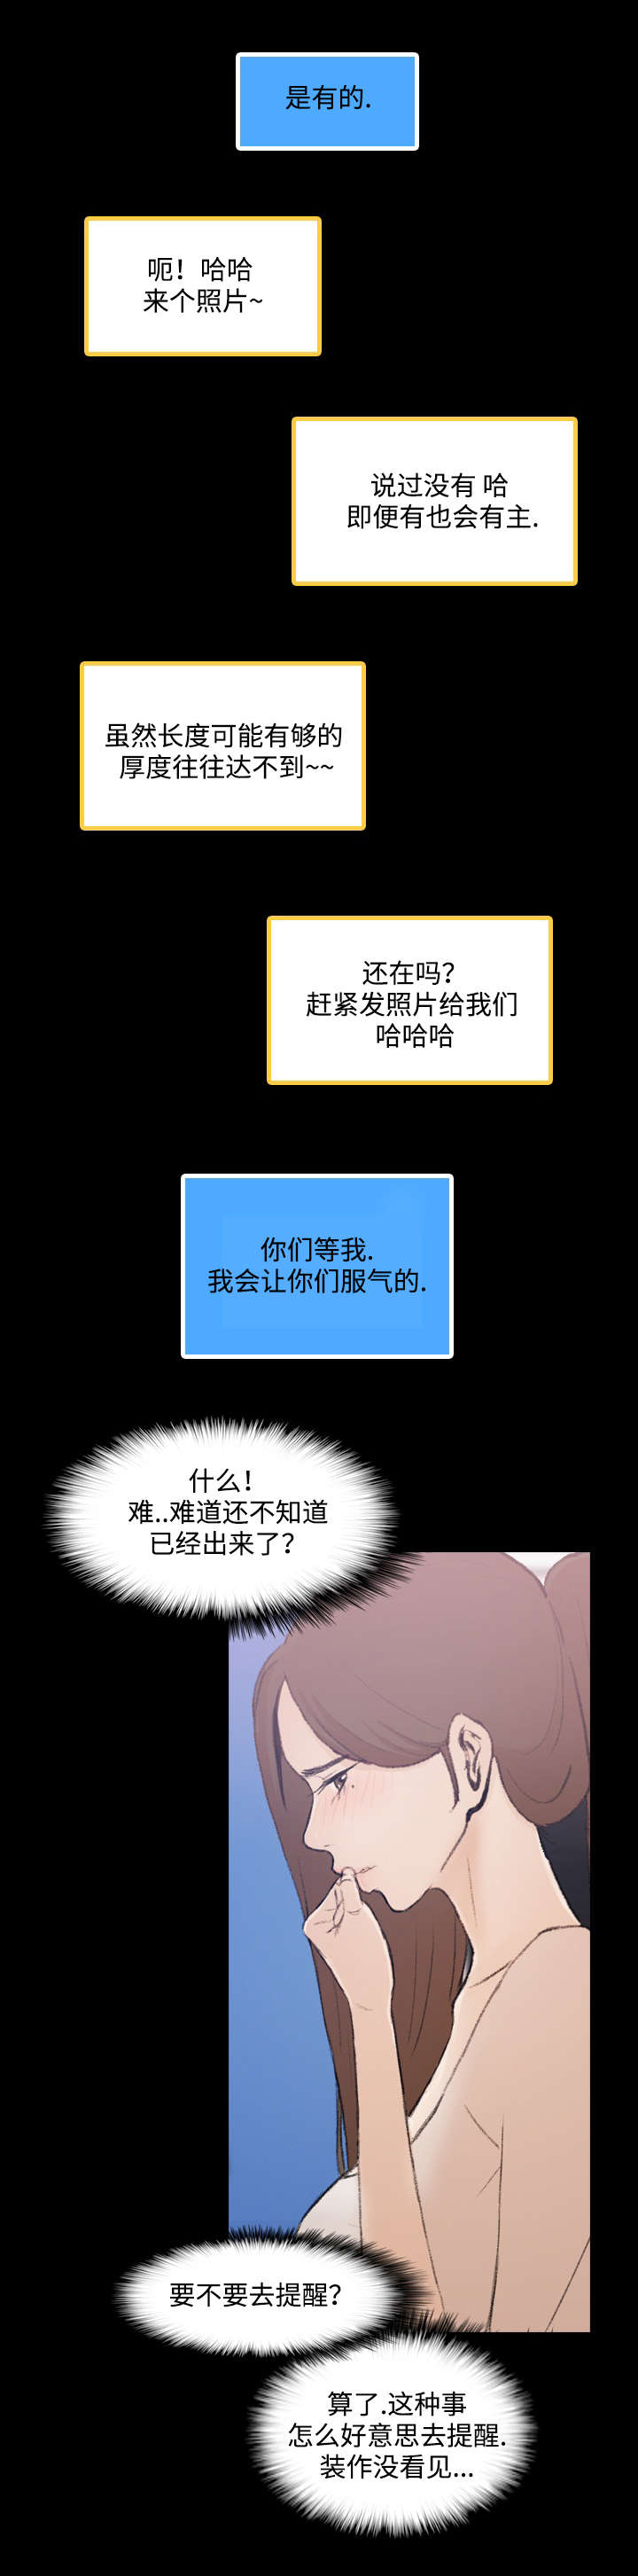 是有的.
呃！哈哈
来个照片~
说过没有 哈
即便有也会有主.
虽然长度可能有够的
厚度往往达不到~~
还在吗？
赶紧发照片给我们
哈哈哈
你们等我.
我会让你们服气的.
什么！
难..难道还不知道
已经出来了？
要不要去提醒？
算了.这种事
怎么好意思去提醒.
装作没看见...